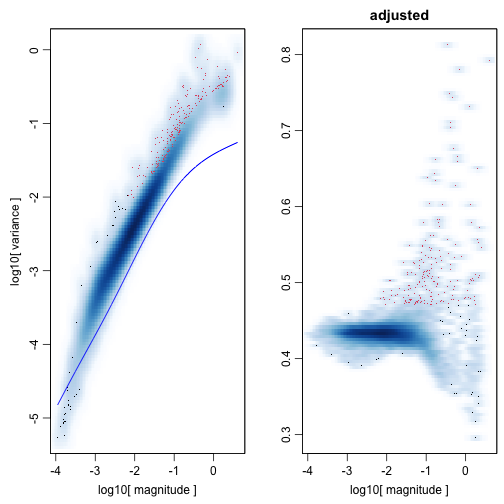 adjusted
0
-1
-2
-3
-4
-5
log10[ variance ]
-4 -3 -2 -1 0
log10[ magnitude ]
0.8
0.7
0.6
0.5
0.4
0.3
-4 -3 -2 -1 0
log10[ magnitude ]